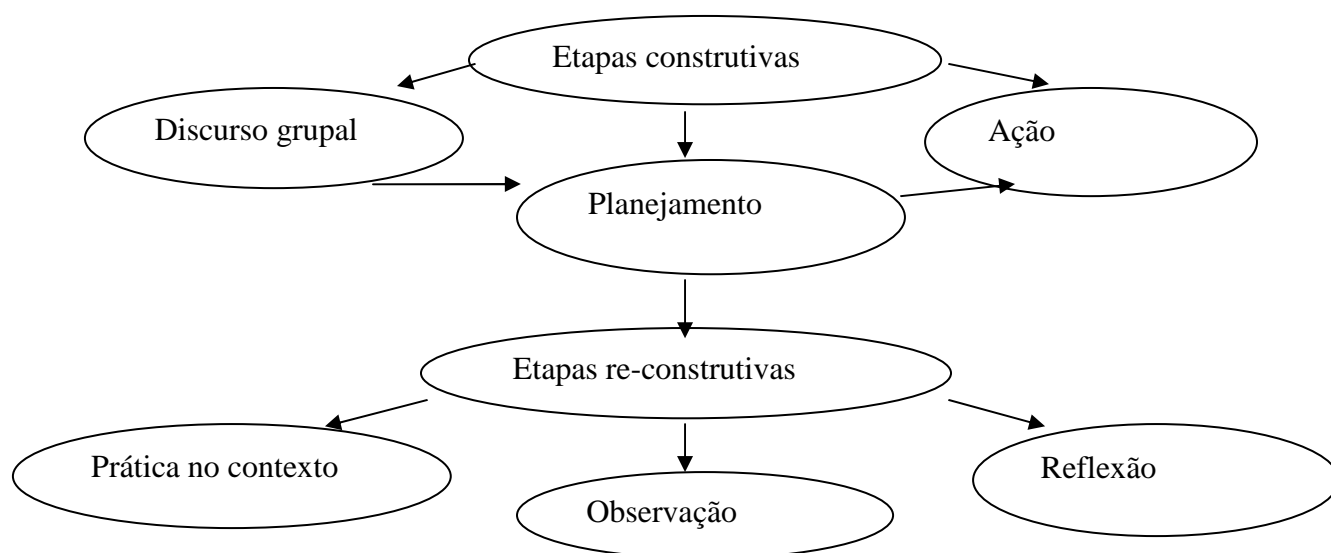 Etapas construtivas
Discurso grupal
Ação
Planejamento
Etapas re-construtivas
Prática no contexto
Reflexão
Observação